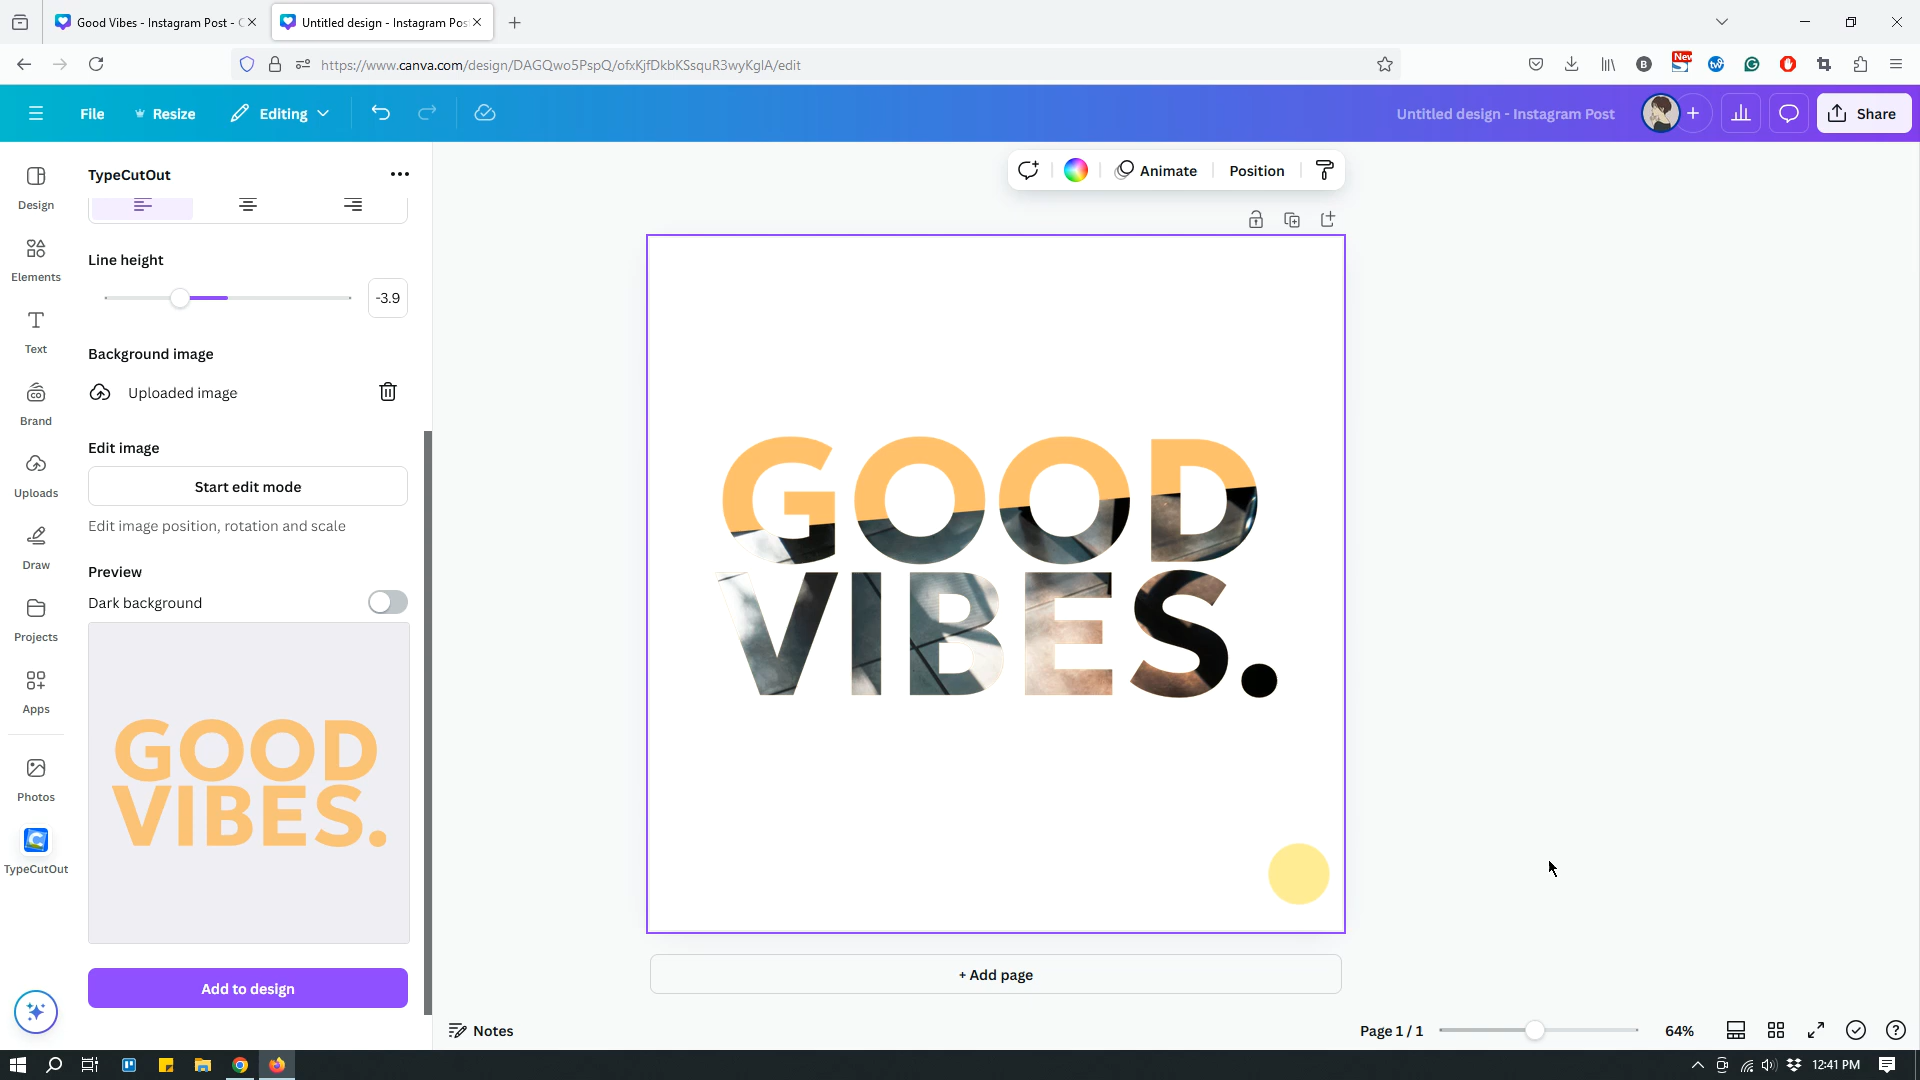 Good Vibes - Instagram Post - C
Untitled design - Instagram Pos
https://www.canva.com/design/DAGQwo5PspQ/ofxKjfDkbKSsquR3wyKglA/edit
New
File
Resize
Editing
Untitled design - Instagram Post
Share
Design
Elements
Text
Brand
Uploads
Draw
Projects
Apps
Photos
TypeCutOut
TypeCutOut
Line height
-3.9
Background image
Uploaded image
Edit image
Start edit mode
Edit image position, rotation and scale
Preview
Dark background
GOOD
VIBES.
Add to design
Animate
Position
GOOD
VIBES.
+ Add page
Notes
Page 1 / 1
64%
12:41 PM